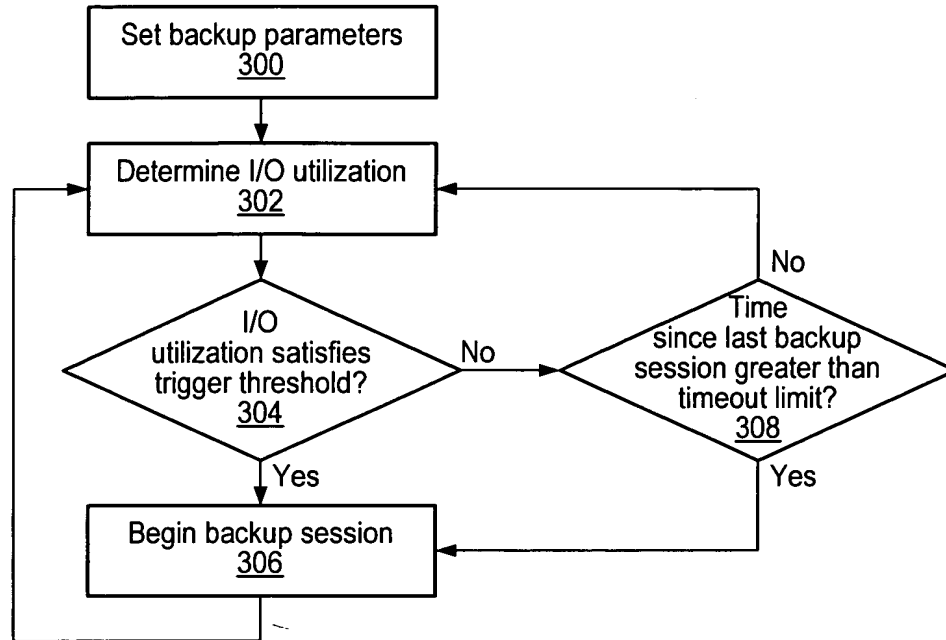 Set backup parameters
300
Determine I/O utilization
302
I/O
utilization satisfies
trigger threshold?
304
No
Yes
Time
since last backup
session greater than
timeout limit?
308
No
Yes
Begin backup session
306